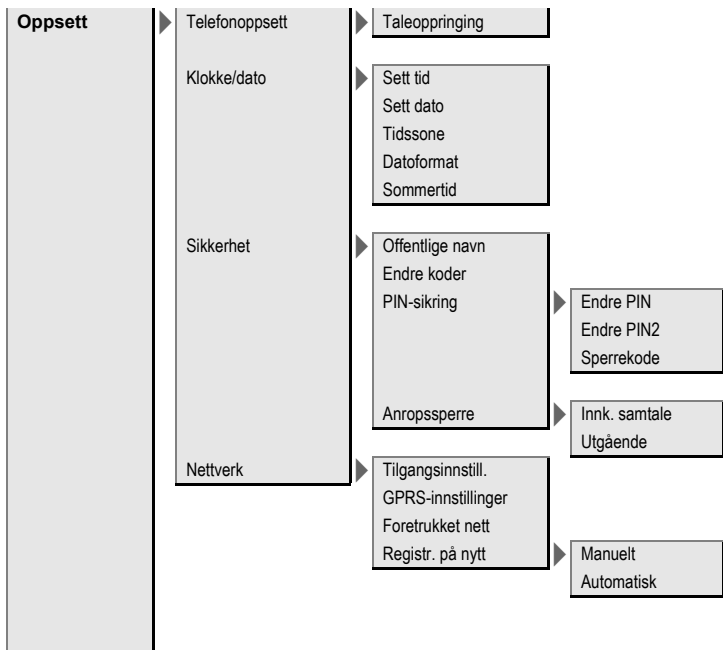 Oppsett
Telefonoppsett
Taleoppringing
Klokke/dato
Sett tid
Sett dato
Tidssone
Datoformat
Sommertid
Sikkerhet
Offentlige navn
Endre koder
PIN-sikring
Endre PIN
Endre PIN2
Sperrekode
Anropssperre
Innk. samtale
Utgående
Nettverk
Tilgangsinnstill.
GPRS-innstillinger
Foretrukket nett
Registr. på nytt
Manuelt
Automatisk